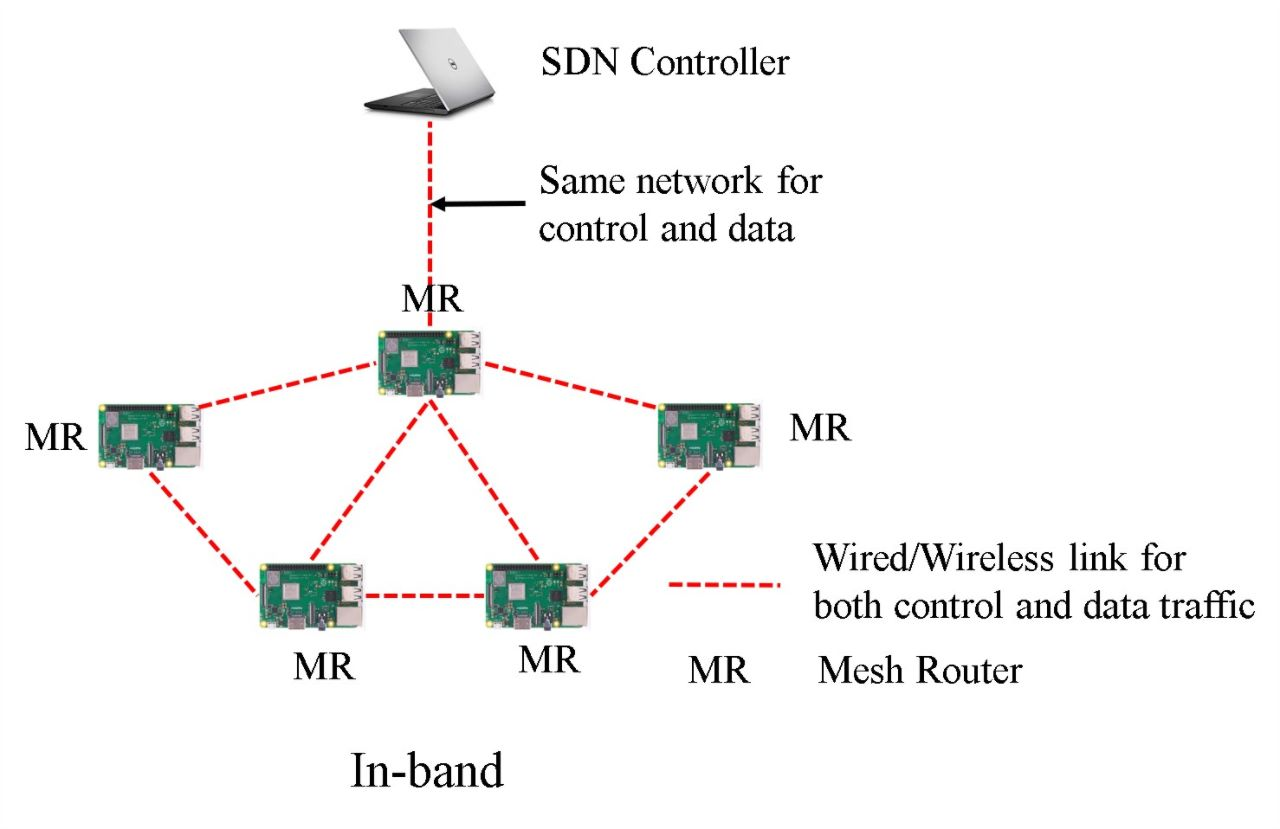 SDN Controller
Same network for
control and data
MR
MR
MR
MR
MR
Wired/Wireless link for
both control and data traffic
MR Mesh Router
In-band